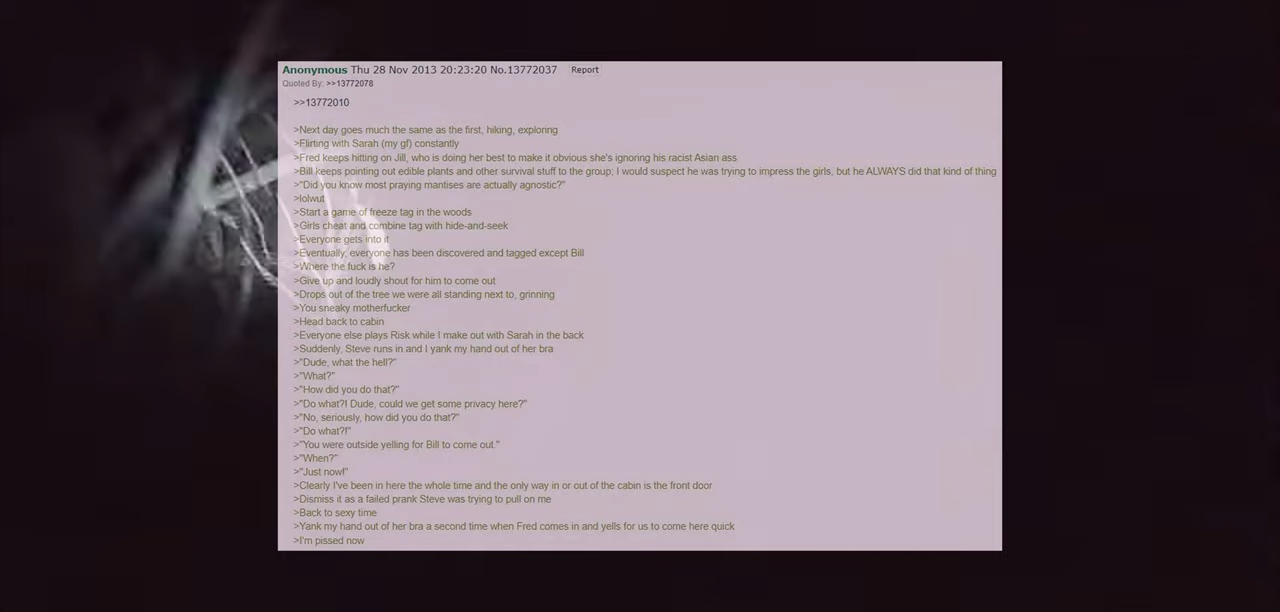 Anonymous Thu 28 Nov 2013 20:23:20 No.13772037 Report
Quoted By: >>13772078
>>13772010
>Next day goes much the same as the first, hiking, exploring
>Flirting with Sarah (my gf) constantly
>Fred keeps hitting on Jill, who is doing her best to make it obvious she's ignoring his racist Asian ass
>Bill keeps pointing out edible plants and other survival stuff to the group; I would suspect he was trying to impress the girls, but he ALWAYS did that kind of thing
>"Did you know most praying mantises are actually agnostic?"
>lolwut
>Start a game of freeze tag in the woods
>Girls cheat and combine tag with hide-and-seek
>Everyone gets into it
>Eventually, everyone has been discovered and tagged except Bill
>Where the fuck is he?
>Give up and loudly shout for him to come out
>Drops out of the tree we were all standing next to, grinning
>You sneaky motherfucker
>Head back to cabin
>Everyone else plays Risk while I make out with Sarah in the back
>Suddenly, Steve runs in and I yank my hand out of her bra
>"Dude, what the hell?"
>"What?"
>"How did you do that?"
>"Do what?! Dude, could we get some privacy here?"
>"No, seriously, how did you do that?"
>"Do what?!"
>"You were outside yelling for Bill to come out."
>"When?"
>"Just now!"
>Clearly I've been in here the whole time and the only way in or out of the cabin is the front door
>Dismiss it as a failed prank Steve was trying to pull on me
>Back to sexy time
>Yank my hand out of her bra a second time when Fred comes in and yells for us to come here quick
>I'm pissed now